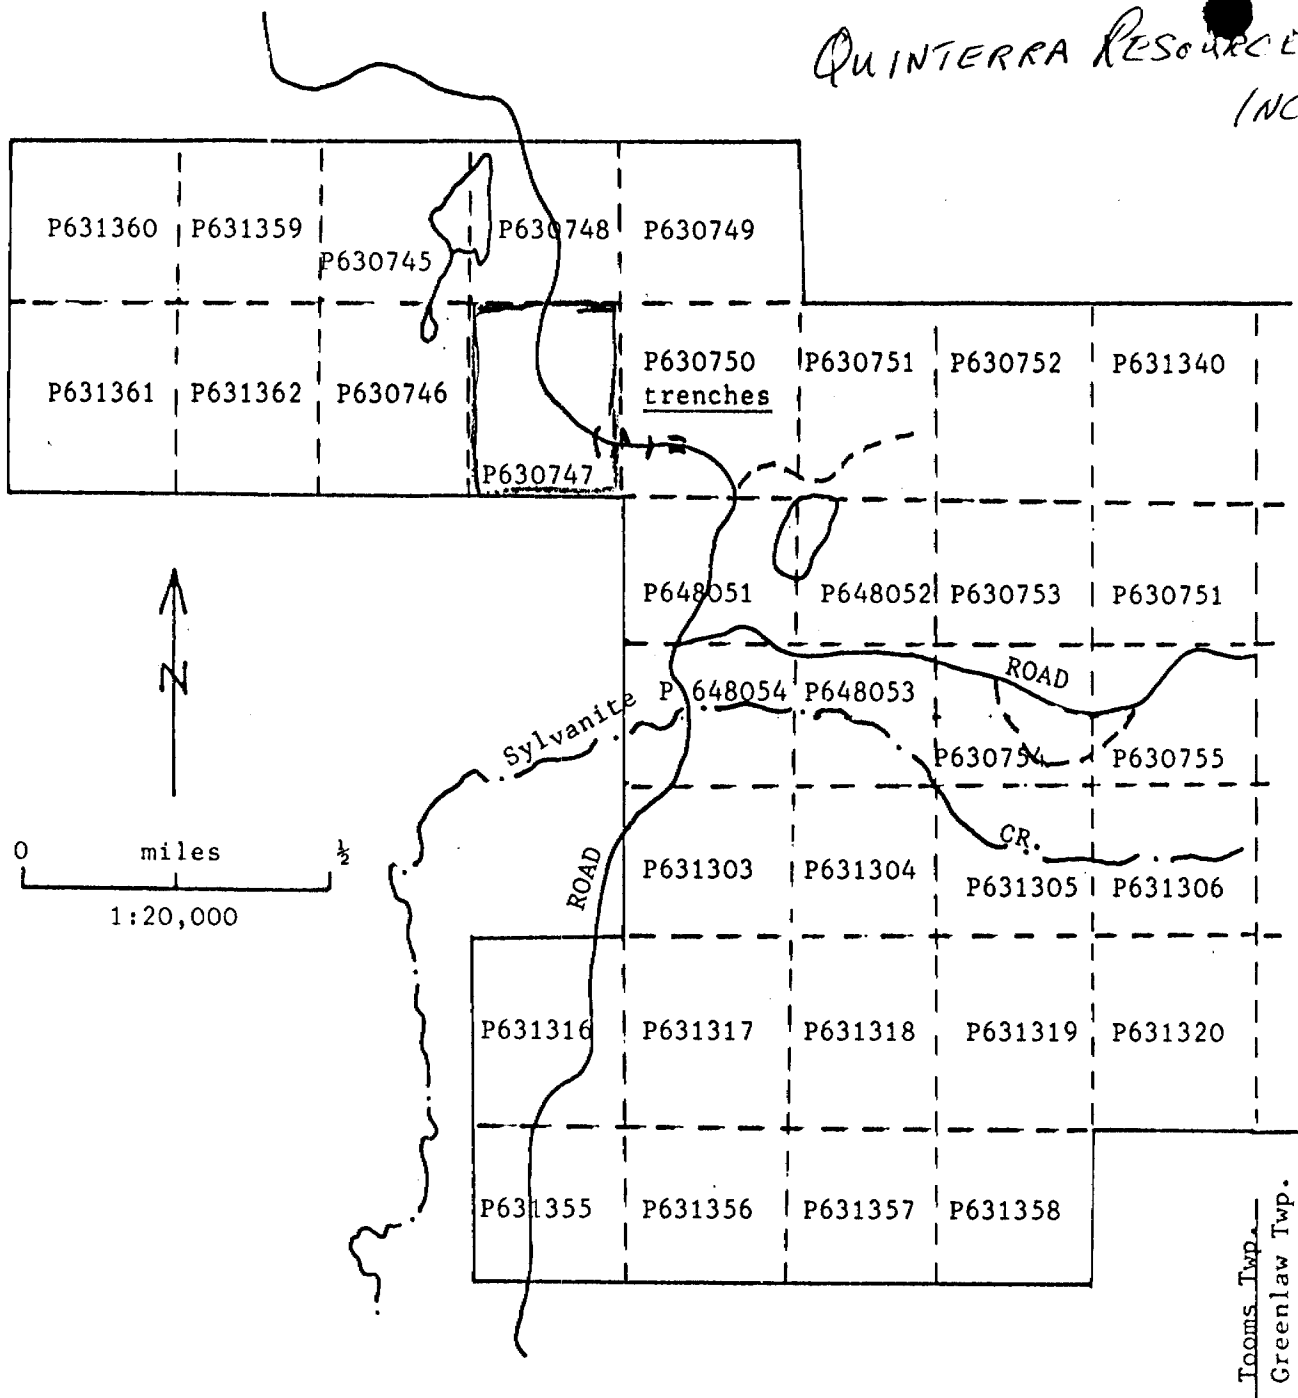 QUINTERRA RESOURCE
INC
P631360 P631359 P630748 P630749
P630745
P630750 P630751 P630752 P631340
P631361 P631362 P630746 trenches
P630747
P648051 P648052 P630753 P630751
N
ROAD
Sylvanite P 648054 P648053
P630754 P630755
0 miles ½
1:20,000
CR.
ROAD P631303 P631304
P631305 P631306
P631316 P631317 P631318 P631319 P631320
P631355 P631356 P631357 P631358
Tooms Twp.
Greenlaw Twp.